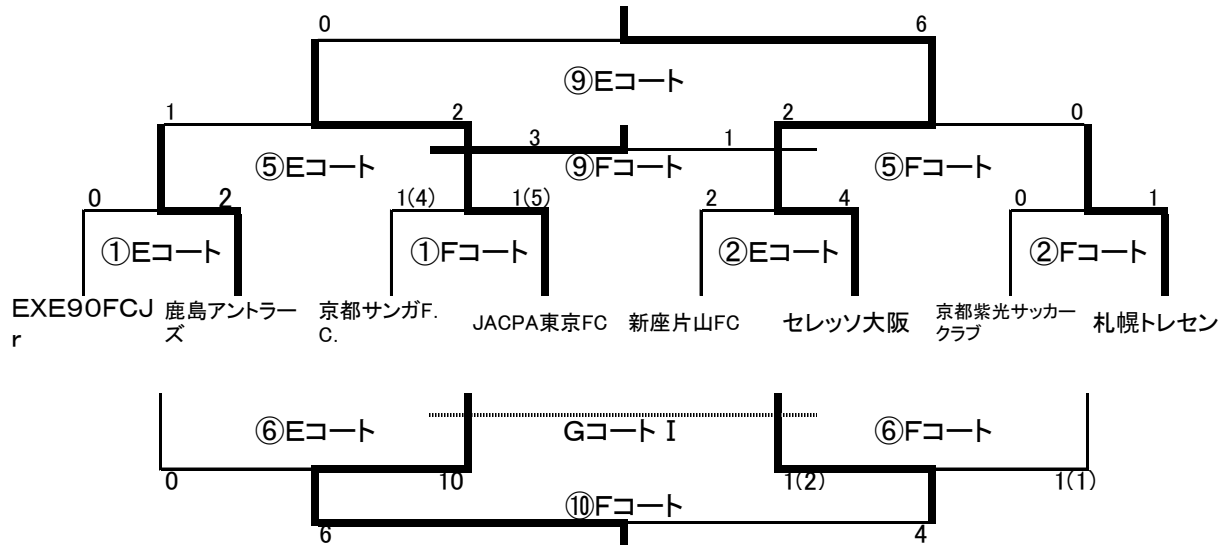 0 6
⑨Eコート
1 2 2 0
3 1
⑤Eコート ⑨Fコート ⑤Fコート
0 2 1(4) 1(5) 2 4 0 1
①Eコート ①Fコート ②Eコート ②Fコート
EXE90FCJ
r
鹿島アントラー
ズ
京都サンガF.
C.
JACPA東京FC
新座片山FC
セレッソ大阪
京都紫光サッカー
クラブ
札幌トレセン
⑥Eコート GコートⅠ ⑥Fコート
0 10 1(2) 1(1)
⑩Fコート
6 4